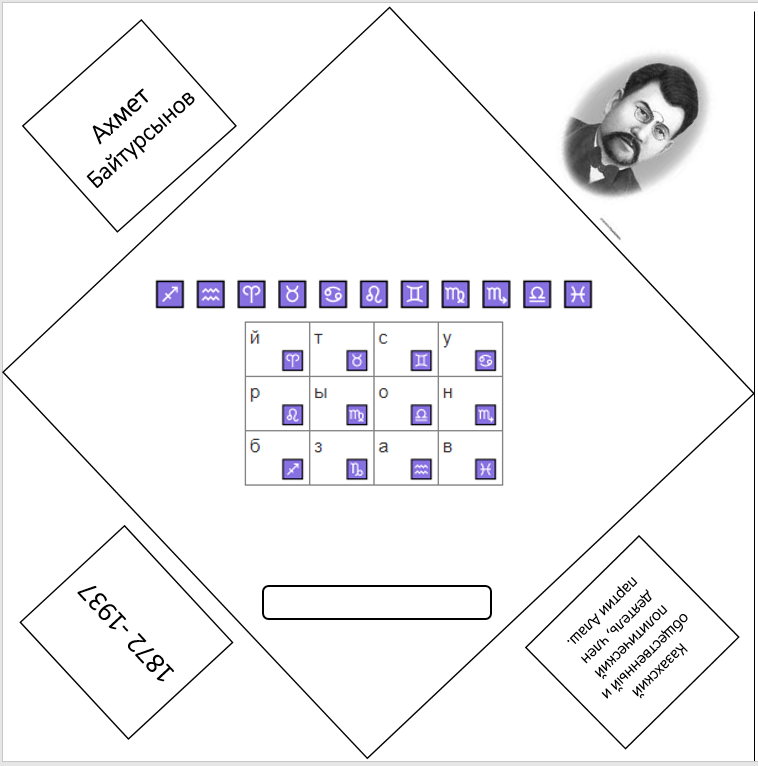 Ахмет
Байтурсынов
♐ ♒ ♈ ♉ ♋ ♌ ♊ ♍ ♏ ♎ ♓
й ♈ т ♉ с ♊ у ♋
р ♌ ы ♍ о ♎ н ♏
б ♐ з ♑ а ♒ в ♓
1872 -1937
Казахский
общественный и
политический
деятель, член
партии Алаш.